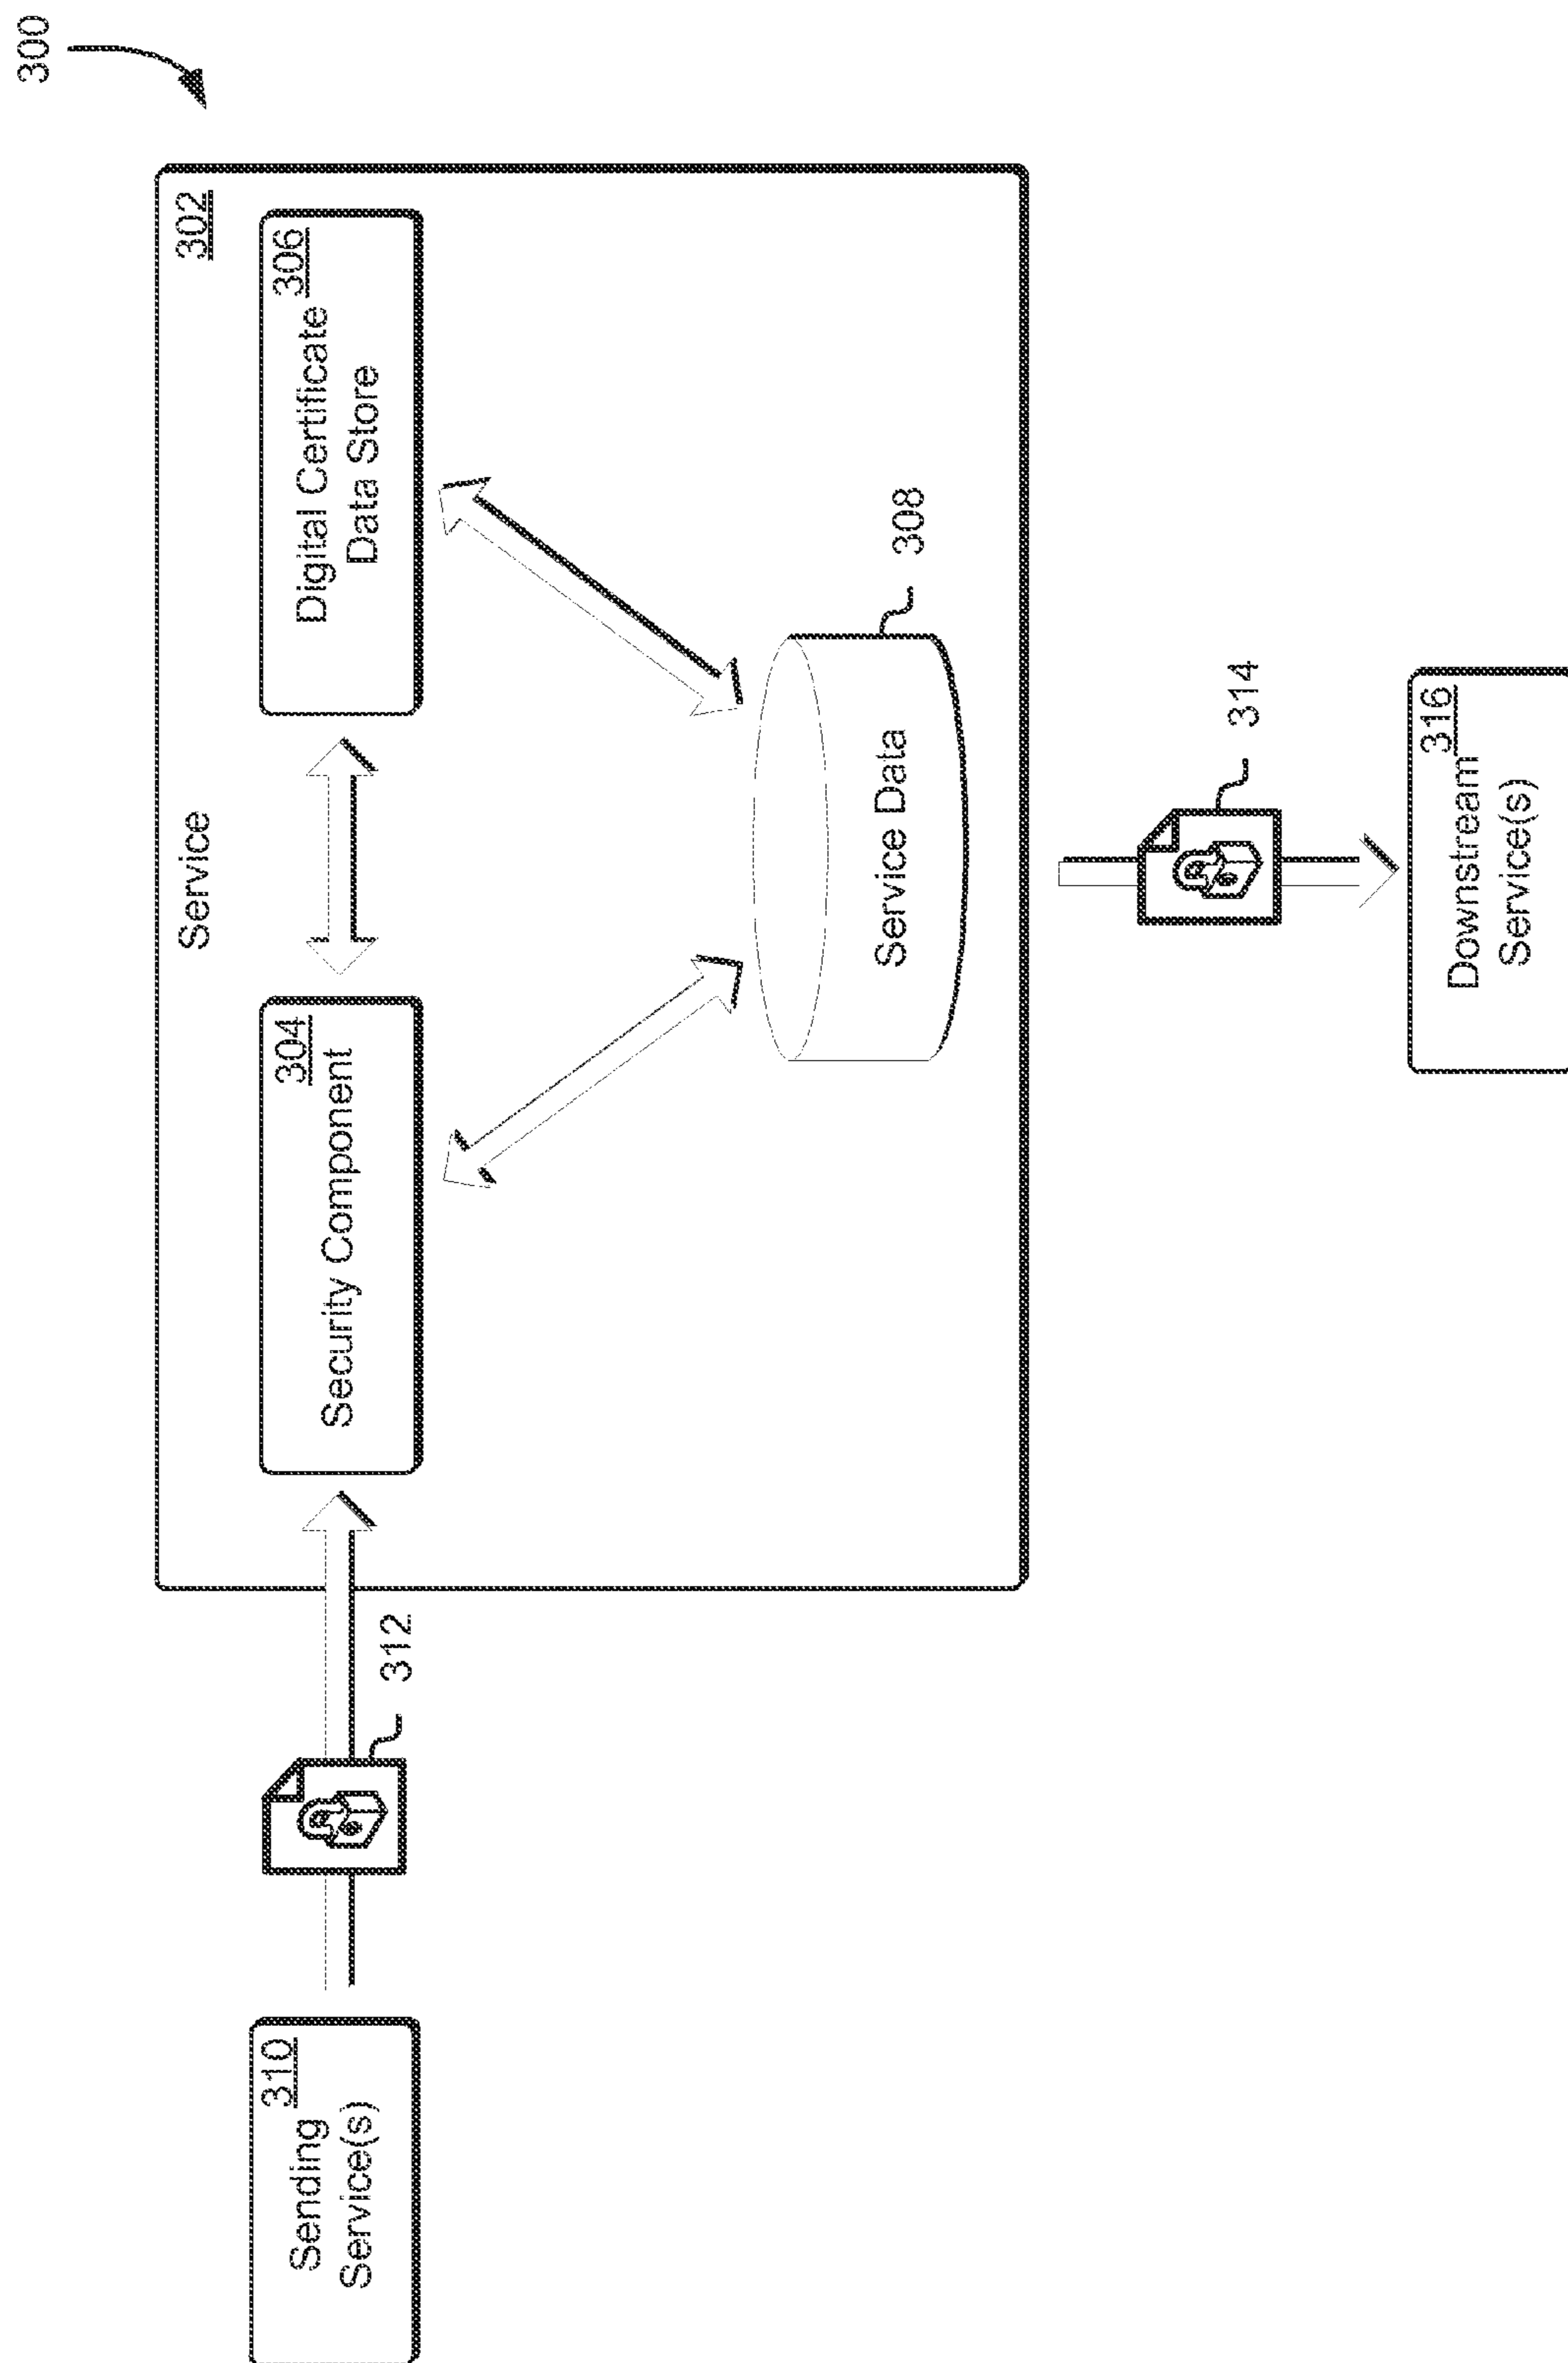 300
302
Service
304
Security Component
306
Digital Certificate
Data Store
308
Service Data
310
Sending
Service(s)
312
314
316
Downstream
Service(s)